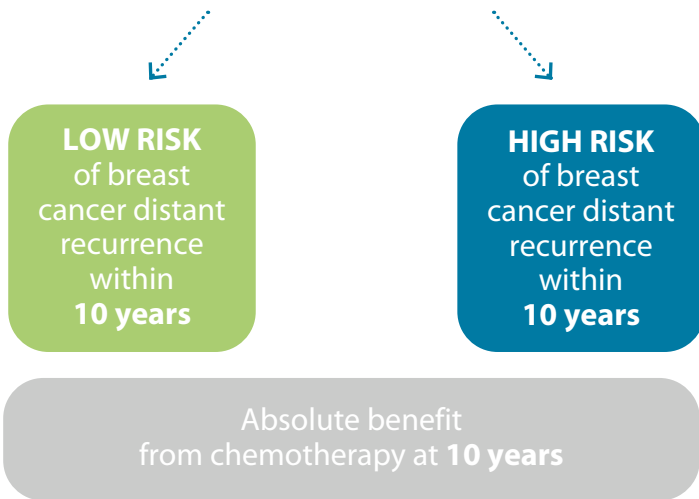 LOW RISK
of breast
cancer distant
recurrence
within
10 years
HIGH RISK
of breast
cancer distant
recurrence
within
10 years
Absolute benefit
from chemotherapy at 10 years